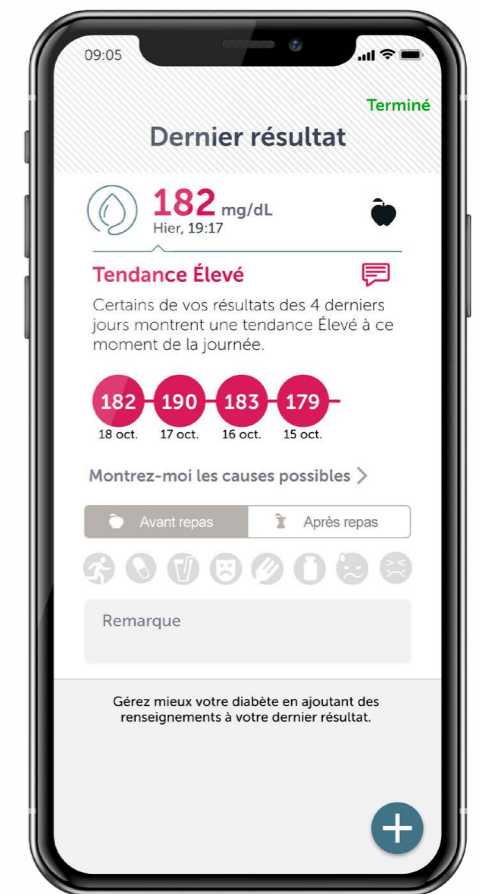 09:05
Terminé
Dernier résultat
182 mg/dL
Hier, 19:17
Tendance Élevé
Certains de vos résultats des 4 derniers
jours montrent une tendance Élevé à ce
moment de la journée.
182 190 183 179
18 oct. 17 oct. 16 oct. 15 oct.
Montrez-moi les causes possibles >
Avant repas Après repas
Remarque
Gérez mieux votre diabète en ajoutant des
renseignements à votre dernier résultat.